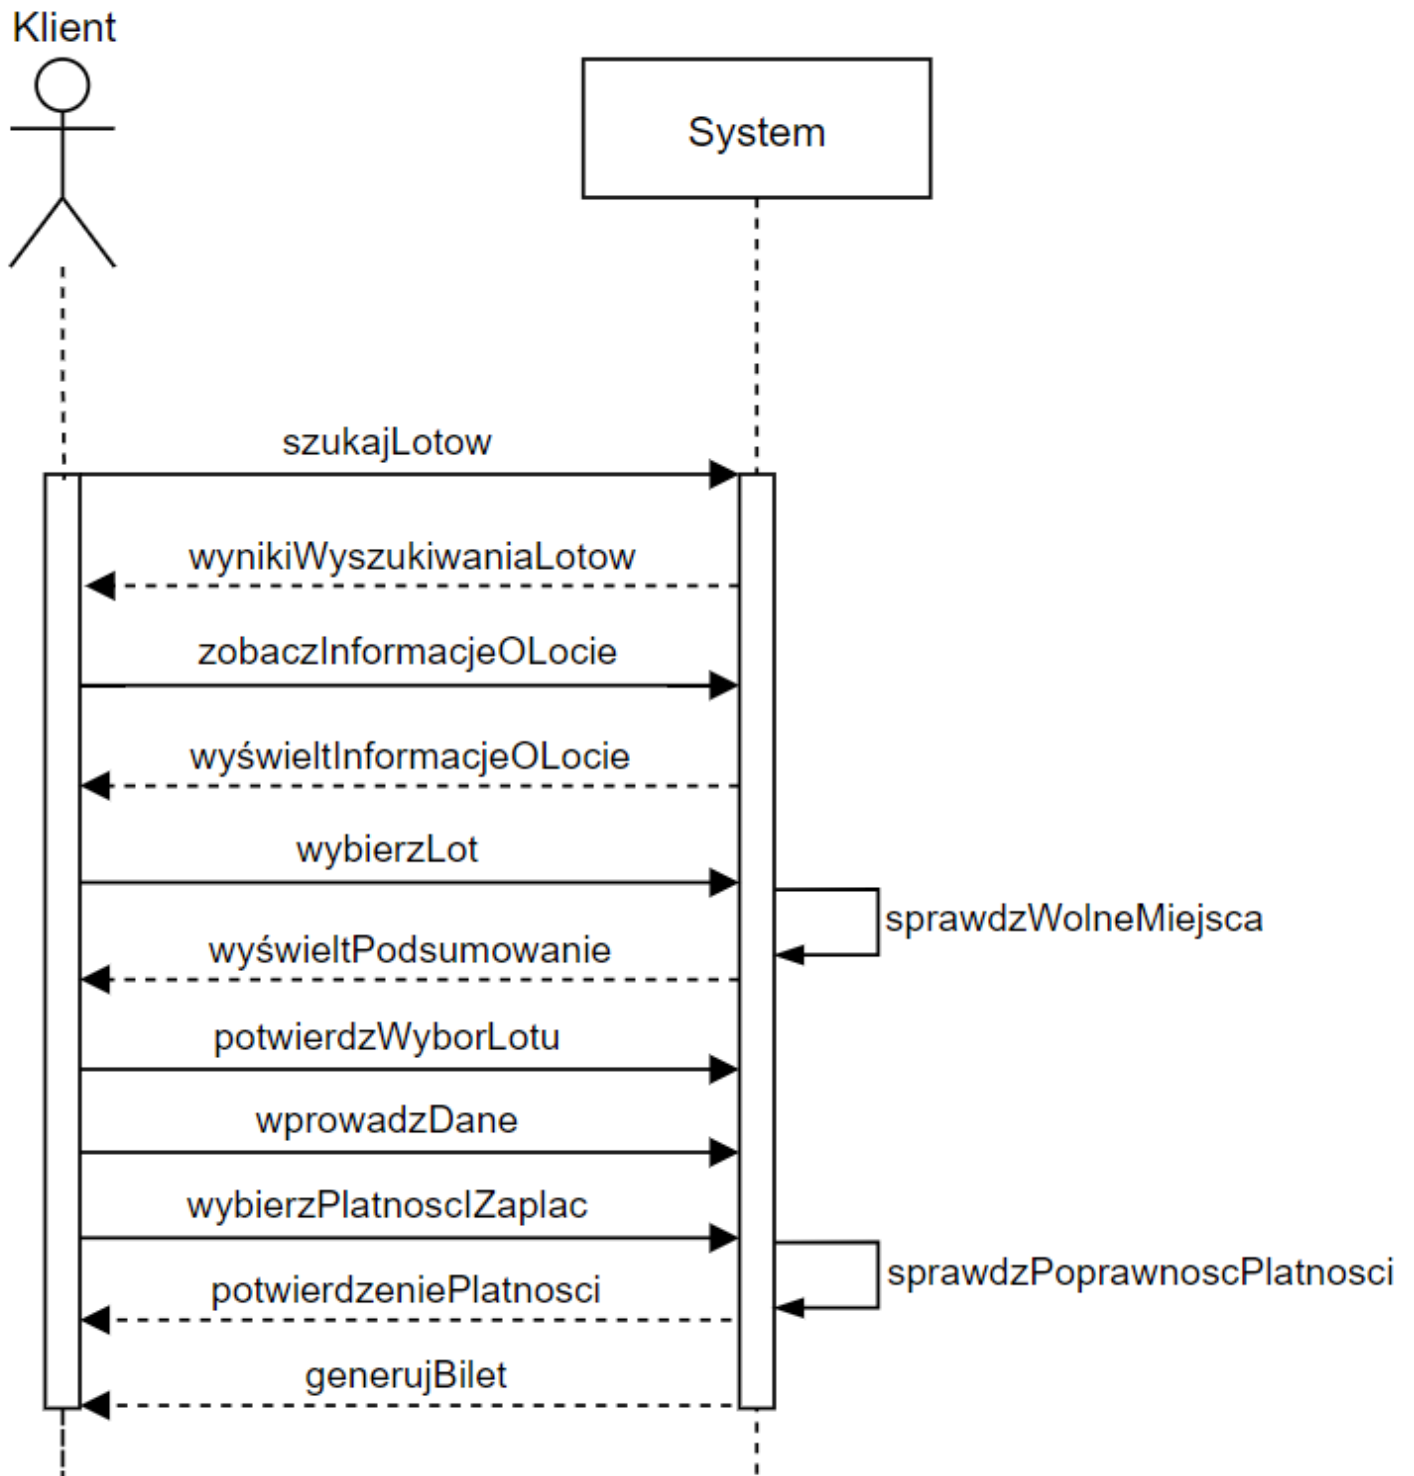 Klient
System
szukajLotow
wynikiWyszukiwaniaLotow
zobaczInformacjeOLocie
wyświeltInformacjeOLocie
wybierzLot
sprawdzWolneMiejsca
wyświeltPodsumowanie
potwierdzWyborLotu
wprowadzDane
wybierzPlatnoscIZaplac
sprawdzPoprawnoscPlatnosci
potwierdzeniePlatnosci
generujBilet